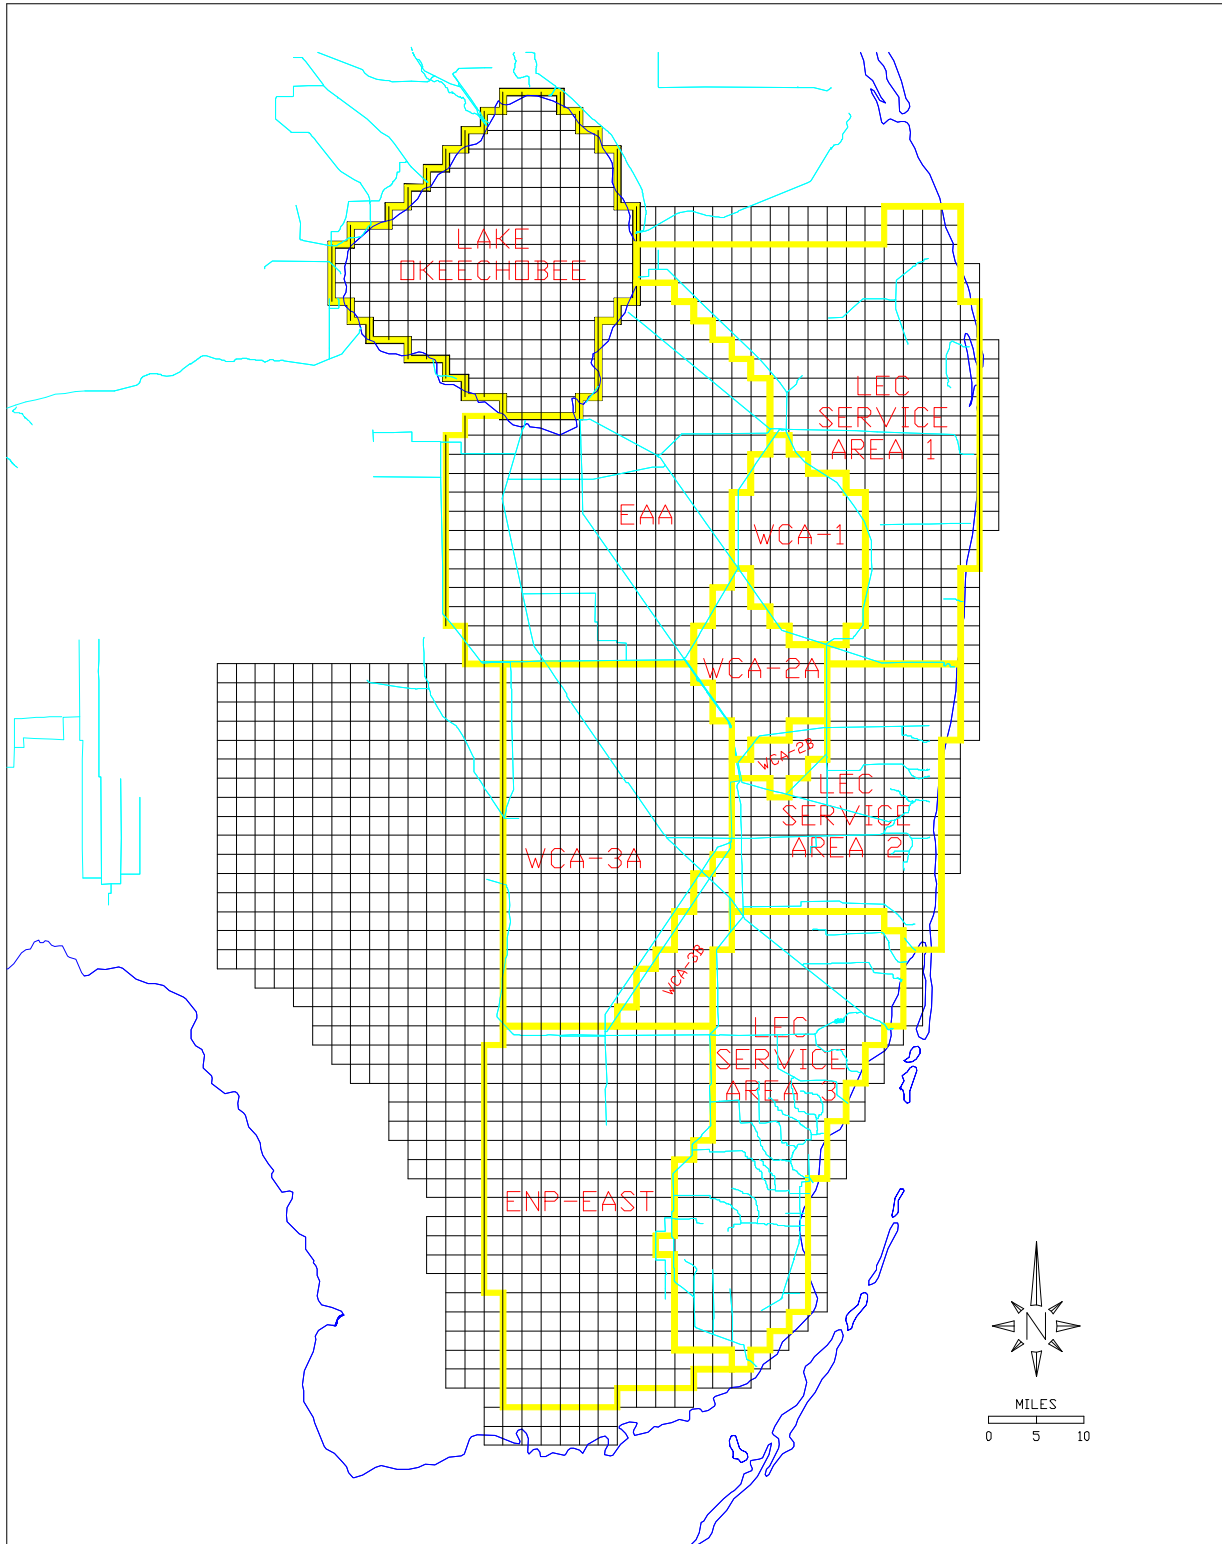 LAKE
OKEECHOBEE
LEC
SERVICE
AREA 1
EAA
WCA-1
WCA-2A
WCA-2B
LEC
SERVICE
AREA 2
WCA-3A
WCA-3B
LEC
SERVICE
AREA 3
ENP-EAST
N
MILES
0 5 10